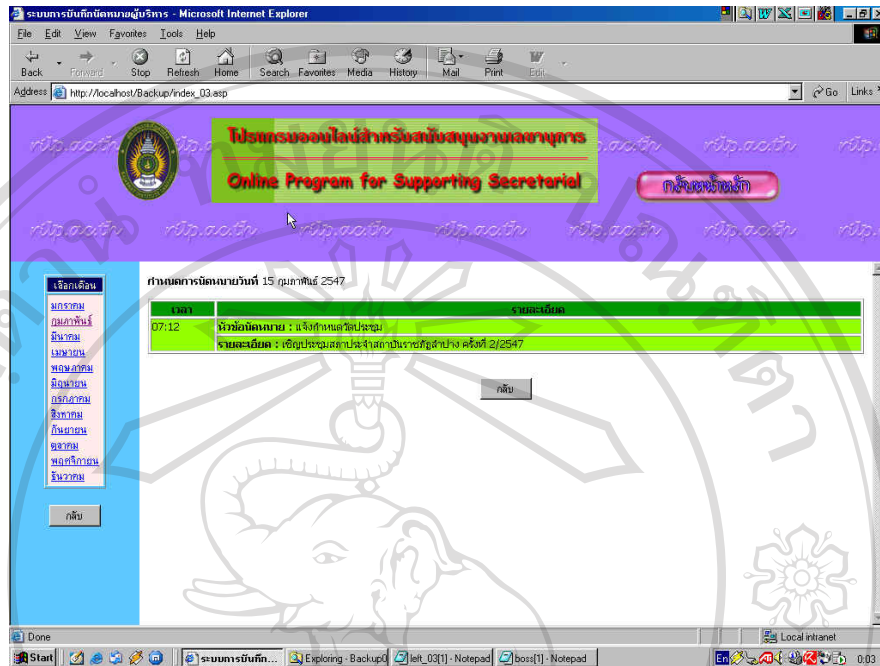 ระบบการบันทึกนัดหมายผู้บริหาร - Microsoft Internet Explorer
File Edit View Favorites Tools Help
Back Forward Stop Refresh Home Search Favorites Media History Mail Print Edit
Address http://localhost/Backup/index_03.asp Go Links
โปรแกรมออนไลน์สำหรับสนับสนุนงานเลขานุการ
Online Program for Supporting Secretarial
กลับหน้าหลัก
เลือกเดือน
มกราคม
กุมภาพันธ์
มีนาคม
เมษายน
พฤษภาคม
มิถุนายน
กรกฎาคม
สิงหาคม
กันยายน
ตุลาคม
พฤศจิกายน
ธันวาคม
กลับ
กำหนดการนัดหมายวันที่ 15 กุมภาพันธ์ 2547
เวลา รายละเอียด
07:12 หัวข้อนัดหมาย : แจ้งกำหนดวัดประชุม
รายละเอียด : เชิญประชุมสภาประจำสถาบันราชภัฏลำปาง ครั้งที่ 2/2547
กลับ
Done Local intranet
Start ระบบการบันทึก... Exploring - Backup0 left_03[1] - Notepad boss[1] - Notepad En 0:03